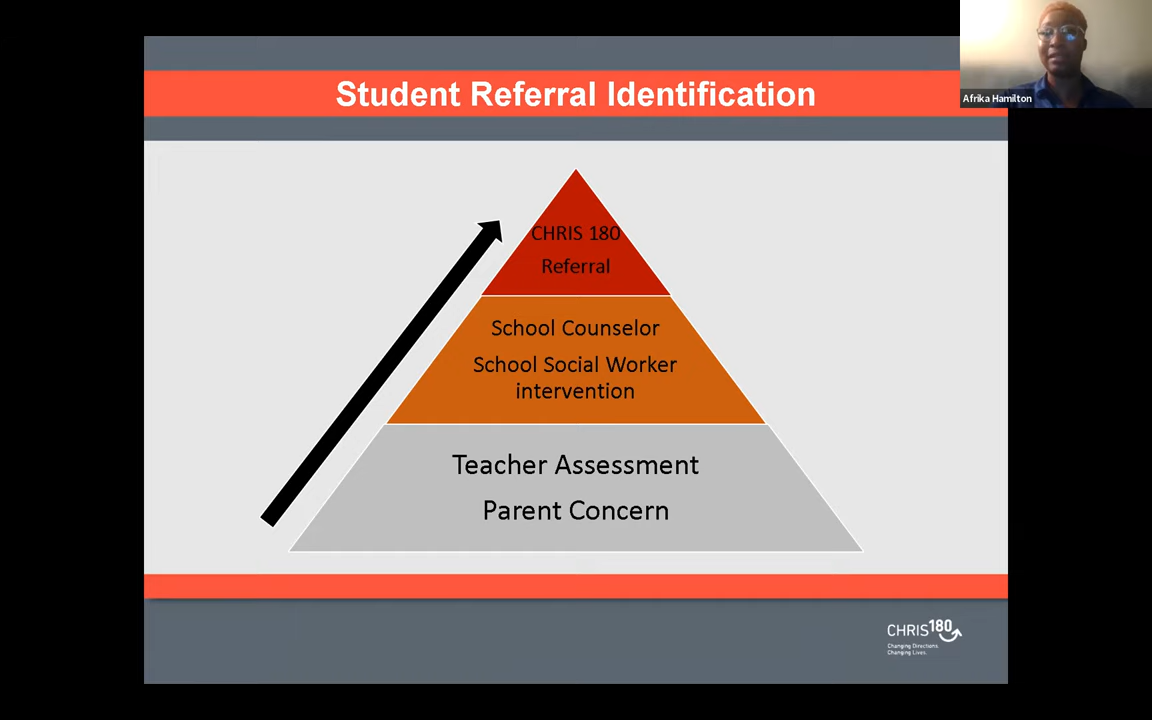 Student Referral Identification
Afrika Hamilton
CHRIS 180
Referral
School Counselor
School Social Worker
intervention
Teacher Assessment
Parent Concern
CHRIS180
Changing Directions.
Changing Lives.